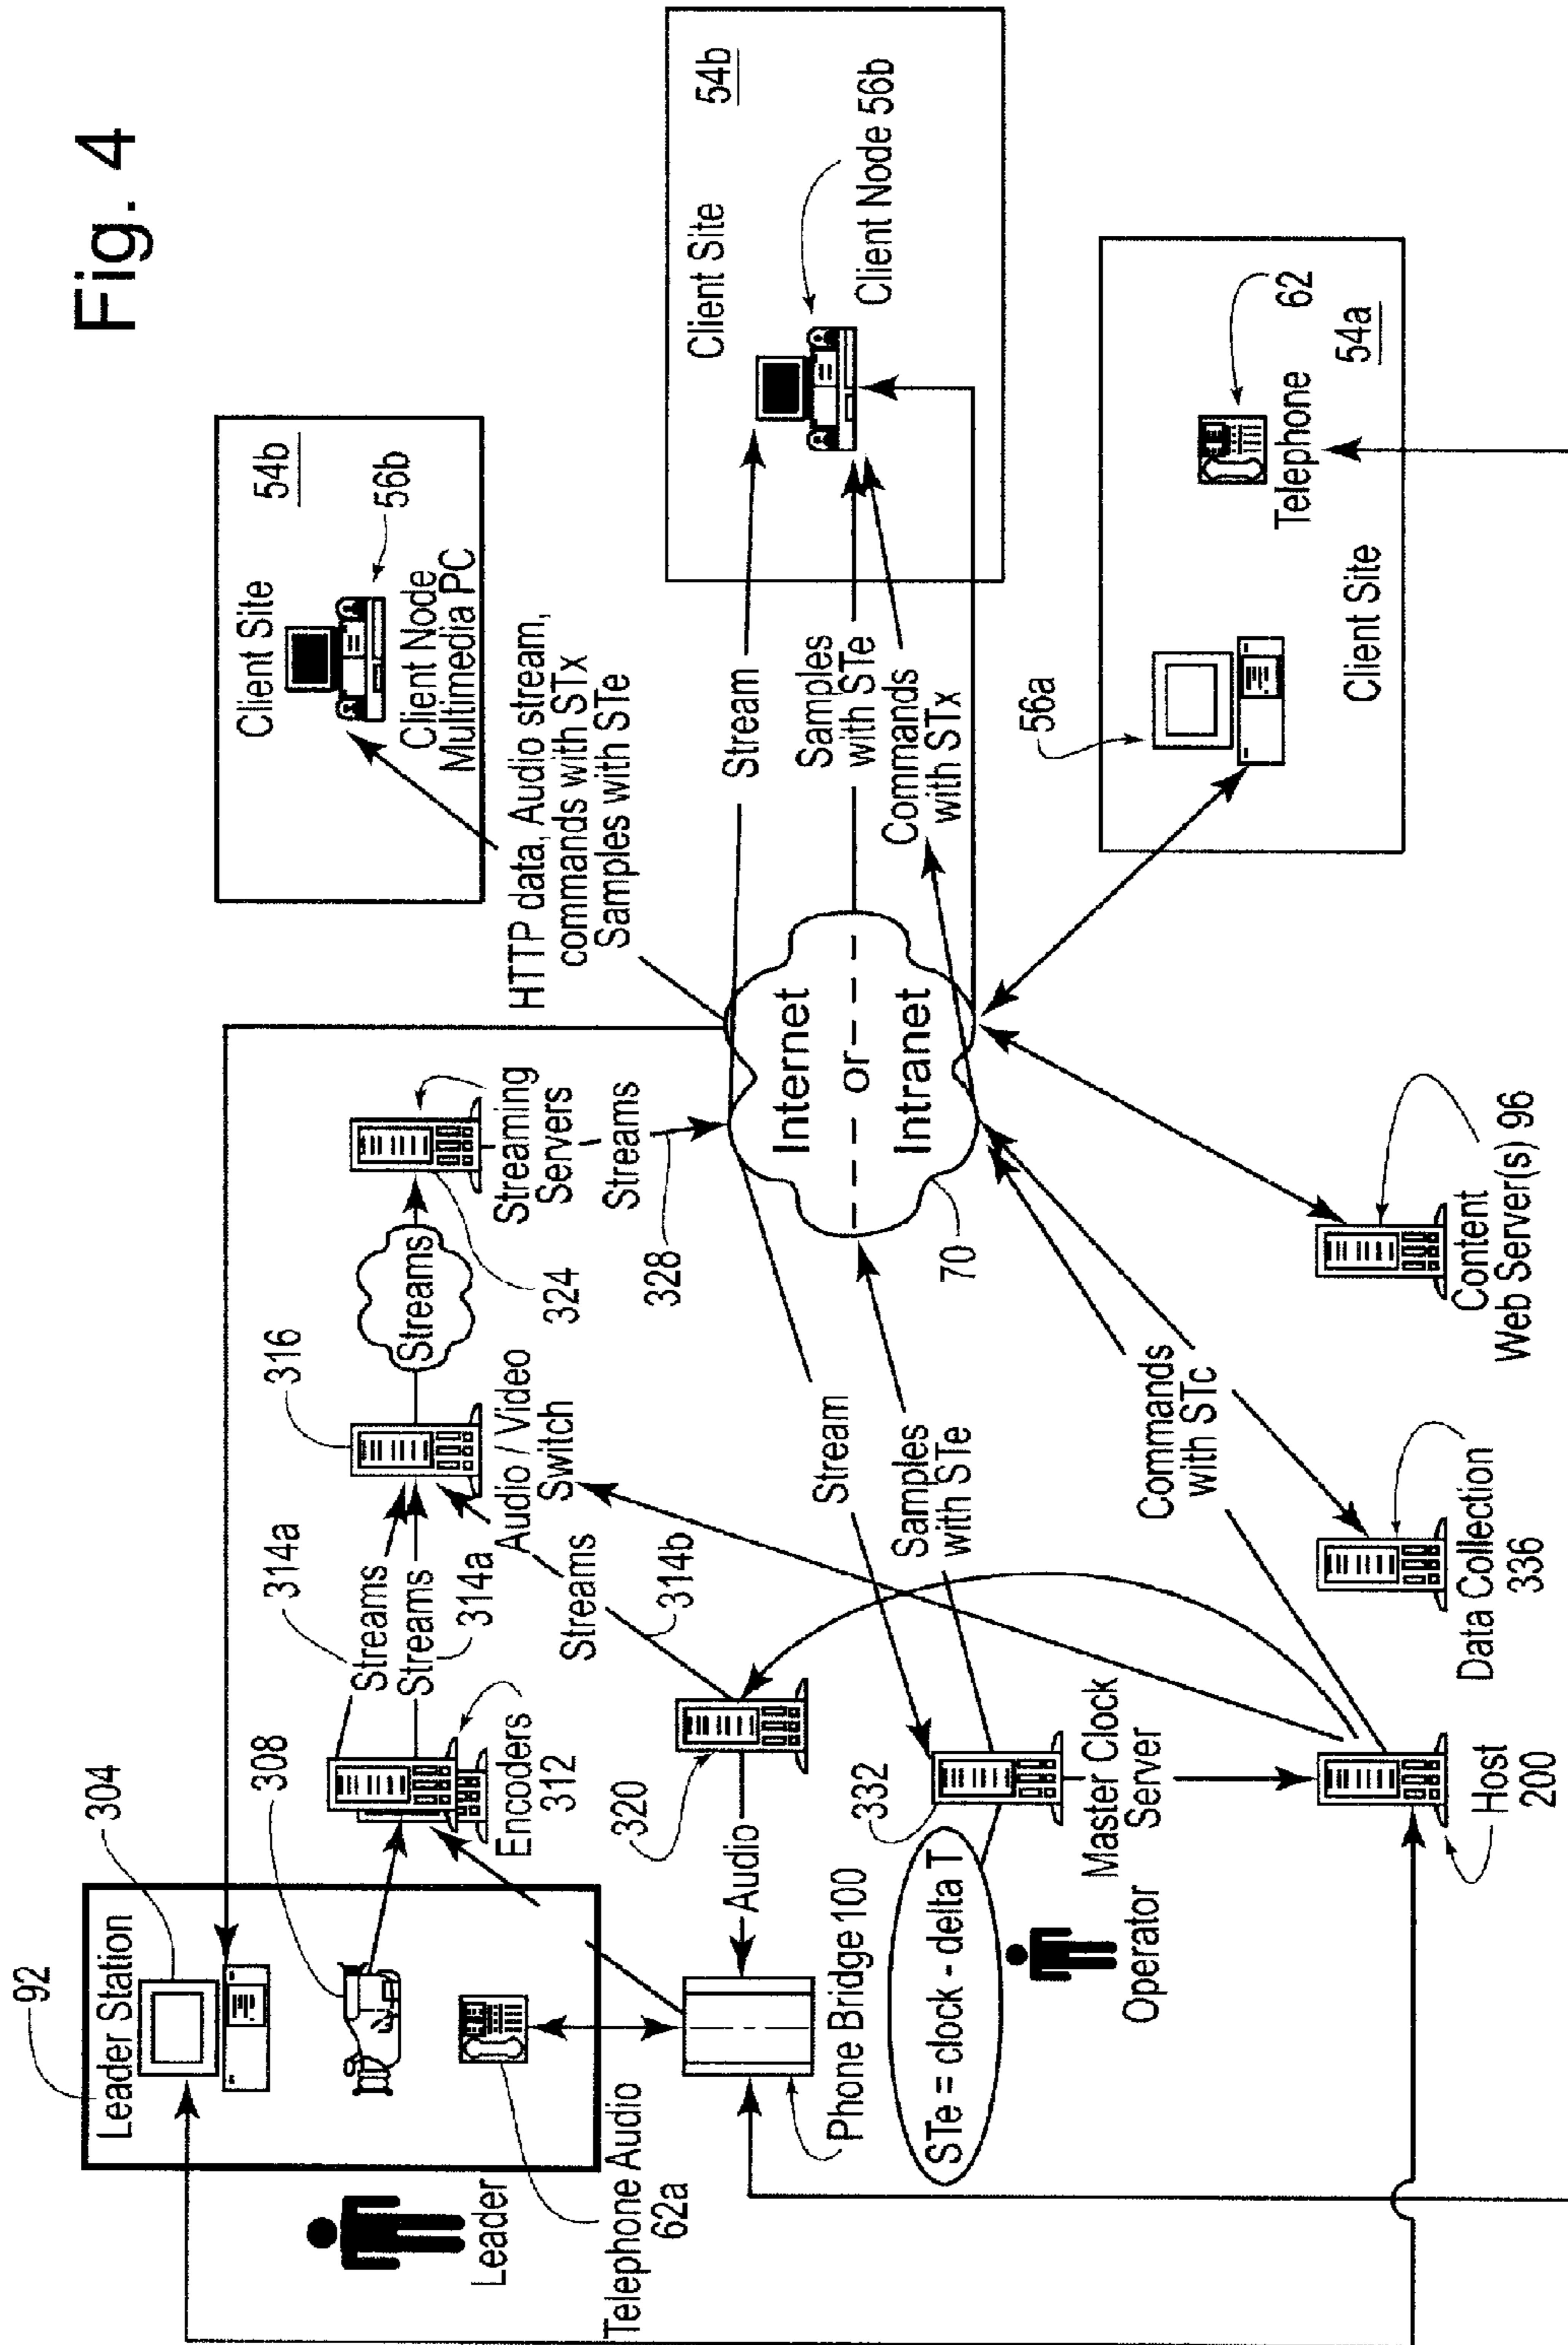 Fig. 4
92
Leader Station
304
308
Leader
Telephone Audio
62a
Streams
314a
Streams
314a
Encoders
312
316
Audio / Video
Switch
Streams
324
Streaming
Servers
Streams
328
Streams
314b
320
Audio
Phone Bridge 100
STe = clock - delta T
Operator
332
Master Clock
Server
Host
200
Stream
Samples
with STe
Commands
with STc
Data Collection
336
Content
Web Server(s) 96
Internet
or
Intranet
70
HTTP data, Audio stream,
commands with STx
Samples with STe
Client Site
54b
56b
Client Node
Multimedia PC
Stream
Samples
with STe
Commands
with STx
Client Site
54b
Client Node 56b
56a
Client Site
Telephone
62
54a